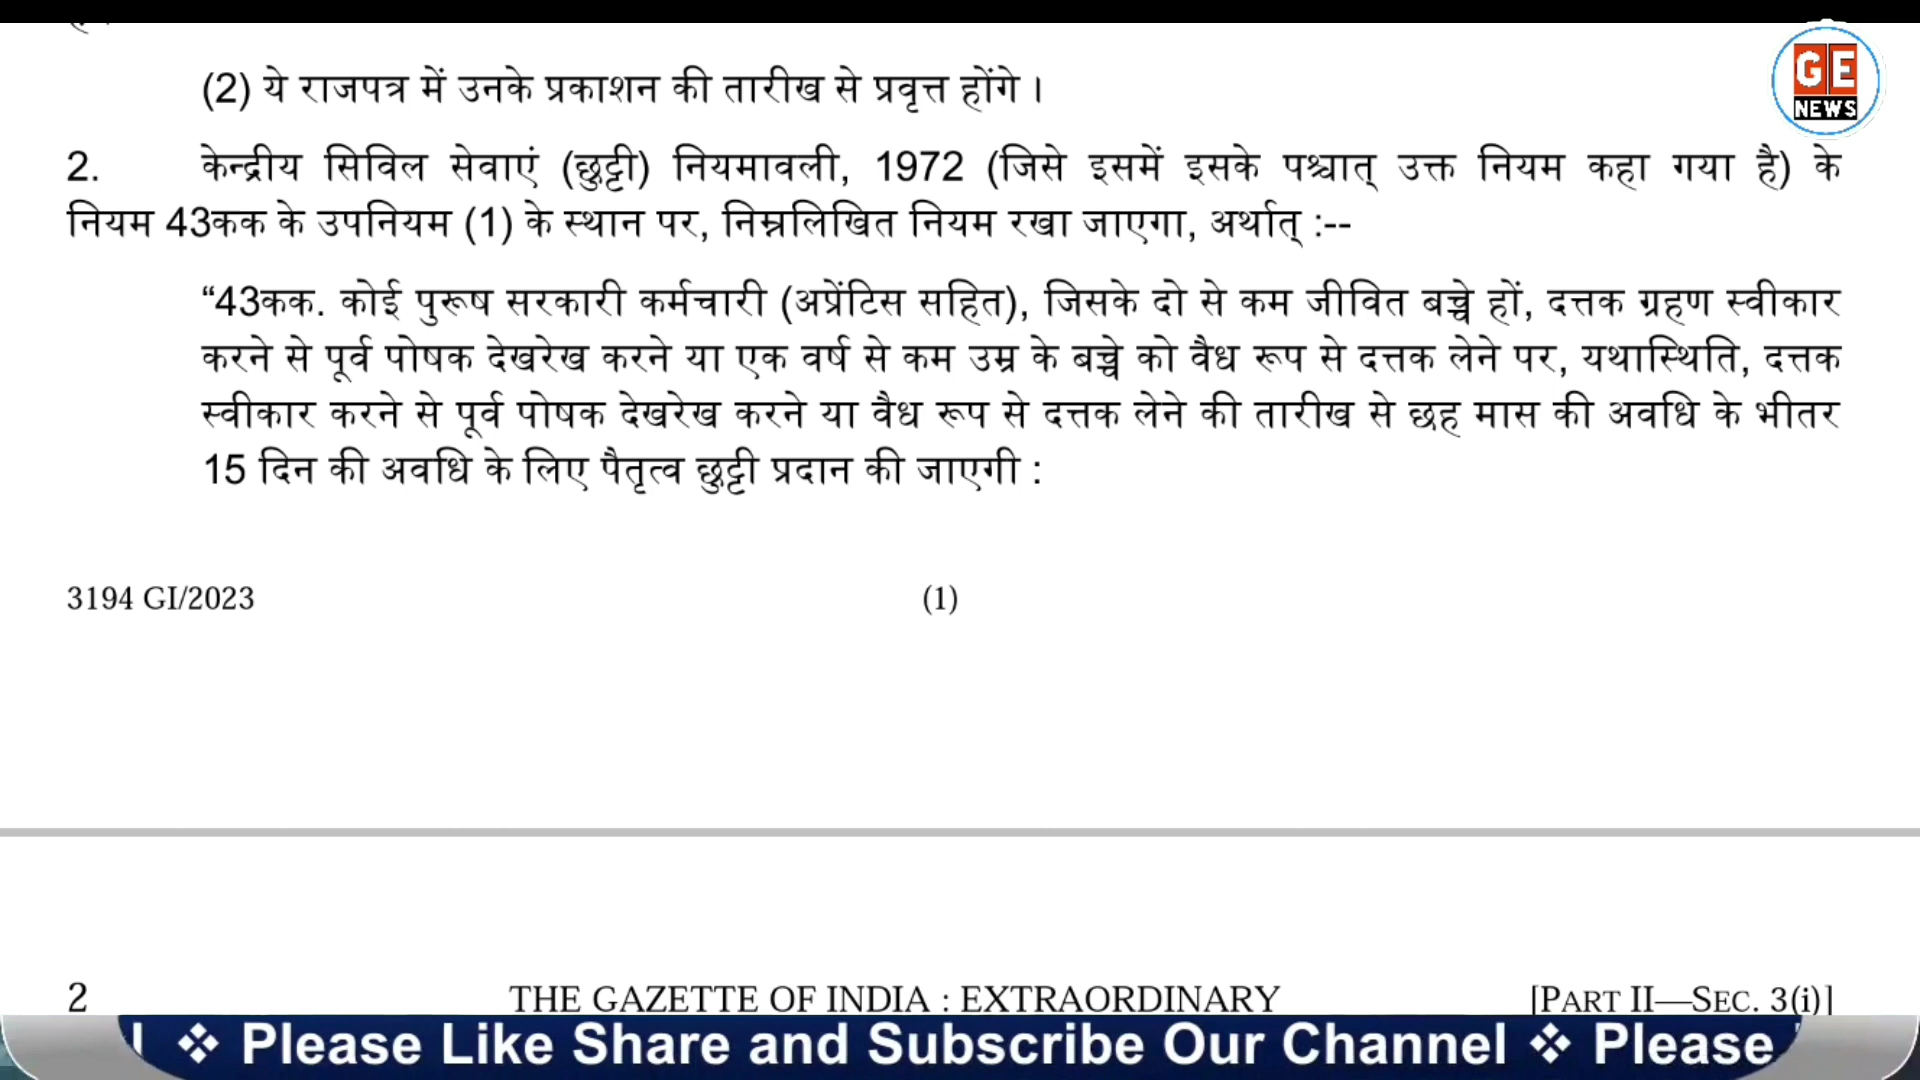 GE
NEWS
(2) ये राजपत्र में उनके प्रकाशन की तारीख से प्रवृत्त होंगे ।
2. केन्द्रीय सिविल सेवाएं (छुट्टी) नियमावली, 1972 (जिसे इसमें इसके पश्चात् उक्त नियम कहा गया है) के
नियम 43कक के उपनियम (1) के स्थान पर, निम्नलिखित नियम रखा जाएगा, अर्थात् :--
“43कक. कोई पुरूष सरकारी कर्मचारी (अप्रेंटिस सहित), जिसके दो से कम जीवित बच्चे हों, दत्तक ग्रहण स्वीकार
करने से पूर्व पोषक देखरेख करने या एक वर्ष से कम उम्र के बच्चे को वैध रूप से दत्तक लेने पर, यथास्थिति, दत्तक
स्वीकार करने से पूर्व पोषक देखरेख करने या वैध रूप से दत्तक लेने की तारीख से छह मास की अवधि के भीतर
15 दिन की अवधि के लिए पैतृत्व छुट्टी प्रदान की जाएगी :
3194 GI/2023 (1)
2 THE GAZETTE OF INDIA : EXTRAORDINARY [PART II—SEC. 3(i)]
❖ Please Like Share and Subscribe Our Channel ❖ Please